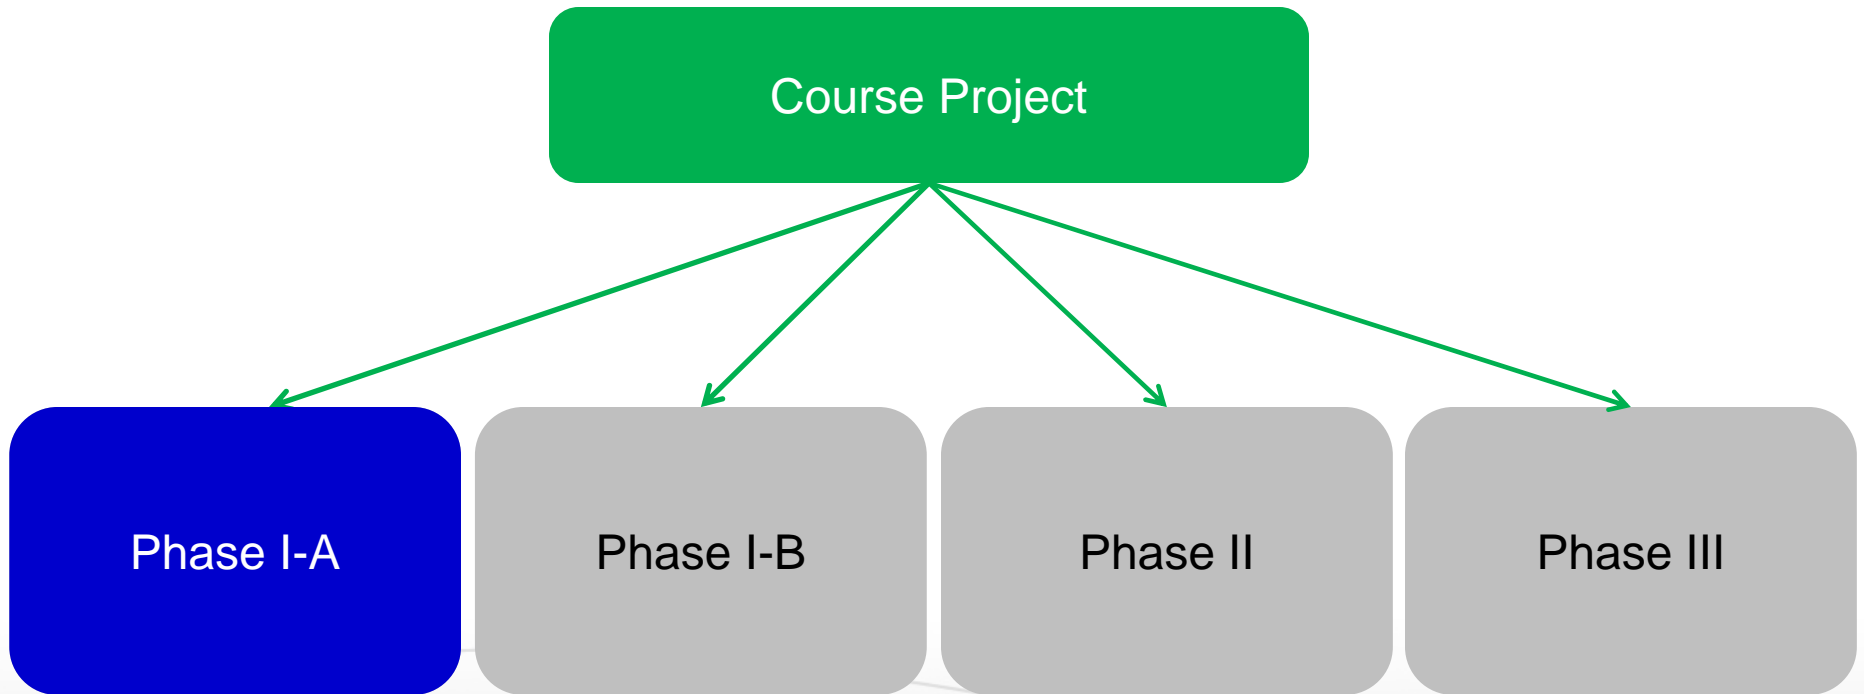 Course Project
Phase I-A
Phase I-B
Phase II
Phase III